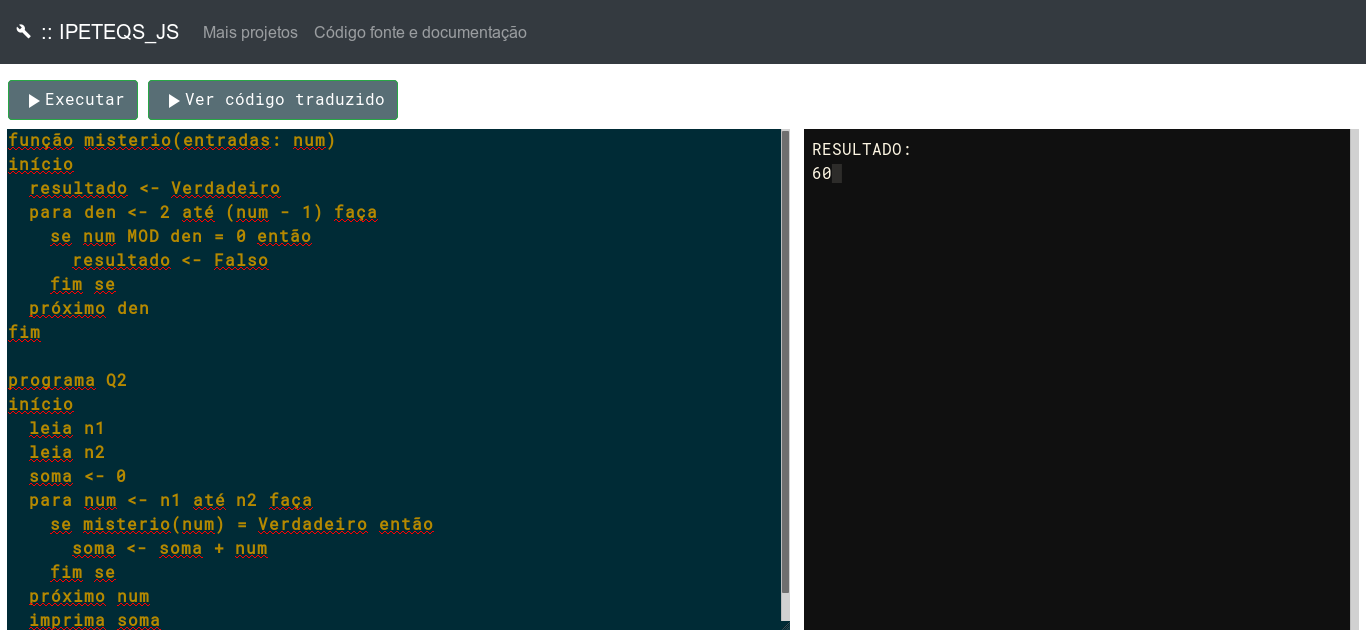 :: IPETEQS_JS Mais projetos Código fonte e documentação
Executar Ver código traduzido
função misterio(entradas: num)
início
resultado <- Verdadeiro
para den <- 2 até (num - 1) faça
se num MOD den = 0 então
resultado <- Falso
fim se
próximo den
fim
programa Q2
início
leia n1
leia n2
soma <- 0
para num <- n1 até n2 faça
se misterio(num) = Verdadeiro então
soma <- soma + num
fim se
próximo num
imprima soma
RESULTADO:
60